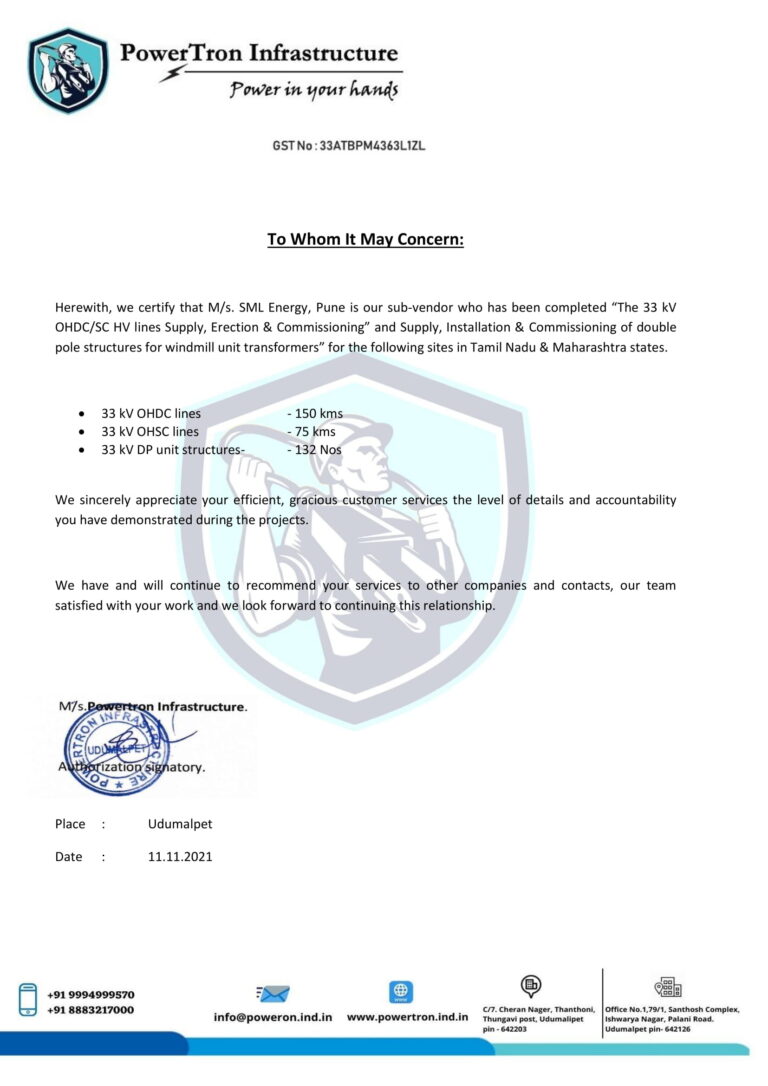 PowerTron Infrastructure
Power in your hands
GST No : 33ATBPM4363L1ZL
To Whom It May Concern:
Herewith, we certify that M/s. SML Energy, Pune is our sub-vendor who has been completed “The 33 kV
OHDC/SC HV lines Supply, Erection & Commissioning” and Supply, Installation & Commissioning of double
pole structures for windmill unit transformers” for the following sites in Tamil Nadu & Maharashtra states.
• 33 kV OHDC lines - 150 kms
• 33 kV OHSC lines - 75 kms
• 33 kV DP unit structures- - 132 Nos
We sincerely appreciate your efficient, gracious customer services the level of details and accountability
you have demonstrated during the projects.
We have and will continue to recommend your services to other companies and contacts, our team
satisfied with your work and we look forward to continuing this relationship.
M/s.Powertron Infrastructure.
POWERTRON INFRASTRUCTURE
UDUMALPET
Authorization signatory.
Place : Udumalpet
Date : 11.11.2021
+91 9994999570
+91 8883217000
info@poweron.ind.in
www
www.powertron.ind.in
C/7. Cheran Nager, Thanthoni,
Thungavi post, Udumalipet
pin - 642203
Office No.1,79/1, Santhosh Complex,
Ishwarya Nagar, Palani Road.
Udumalpet pin- 642126